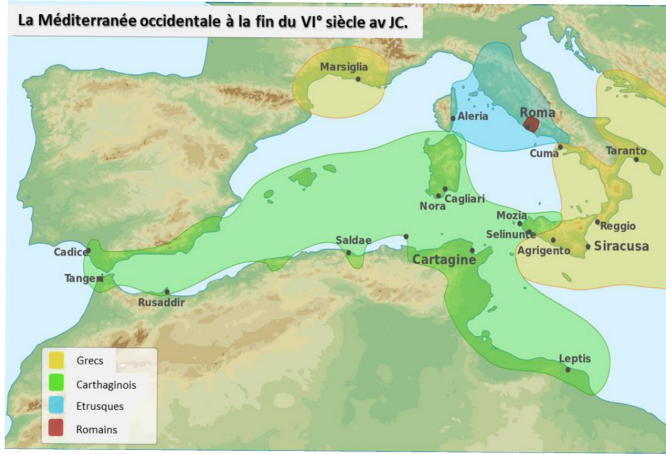 La Méditerranée occidentale à la fin du VI° siècle av JC.
Marsiglia
Aleria
Roma
Cuma
Taranto
Nora
Cagliari
Mozia
Selinunte
Reggio
Agrigento
Siracusa
Cadice
Tangeri
Rusaddir
Saldae
Cartagine
Leptis
Grecs
Carthaginois
Etrusques
Romains